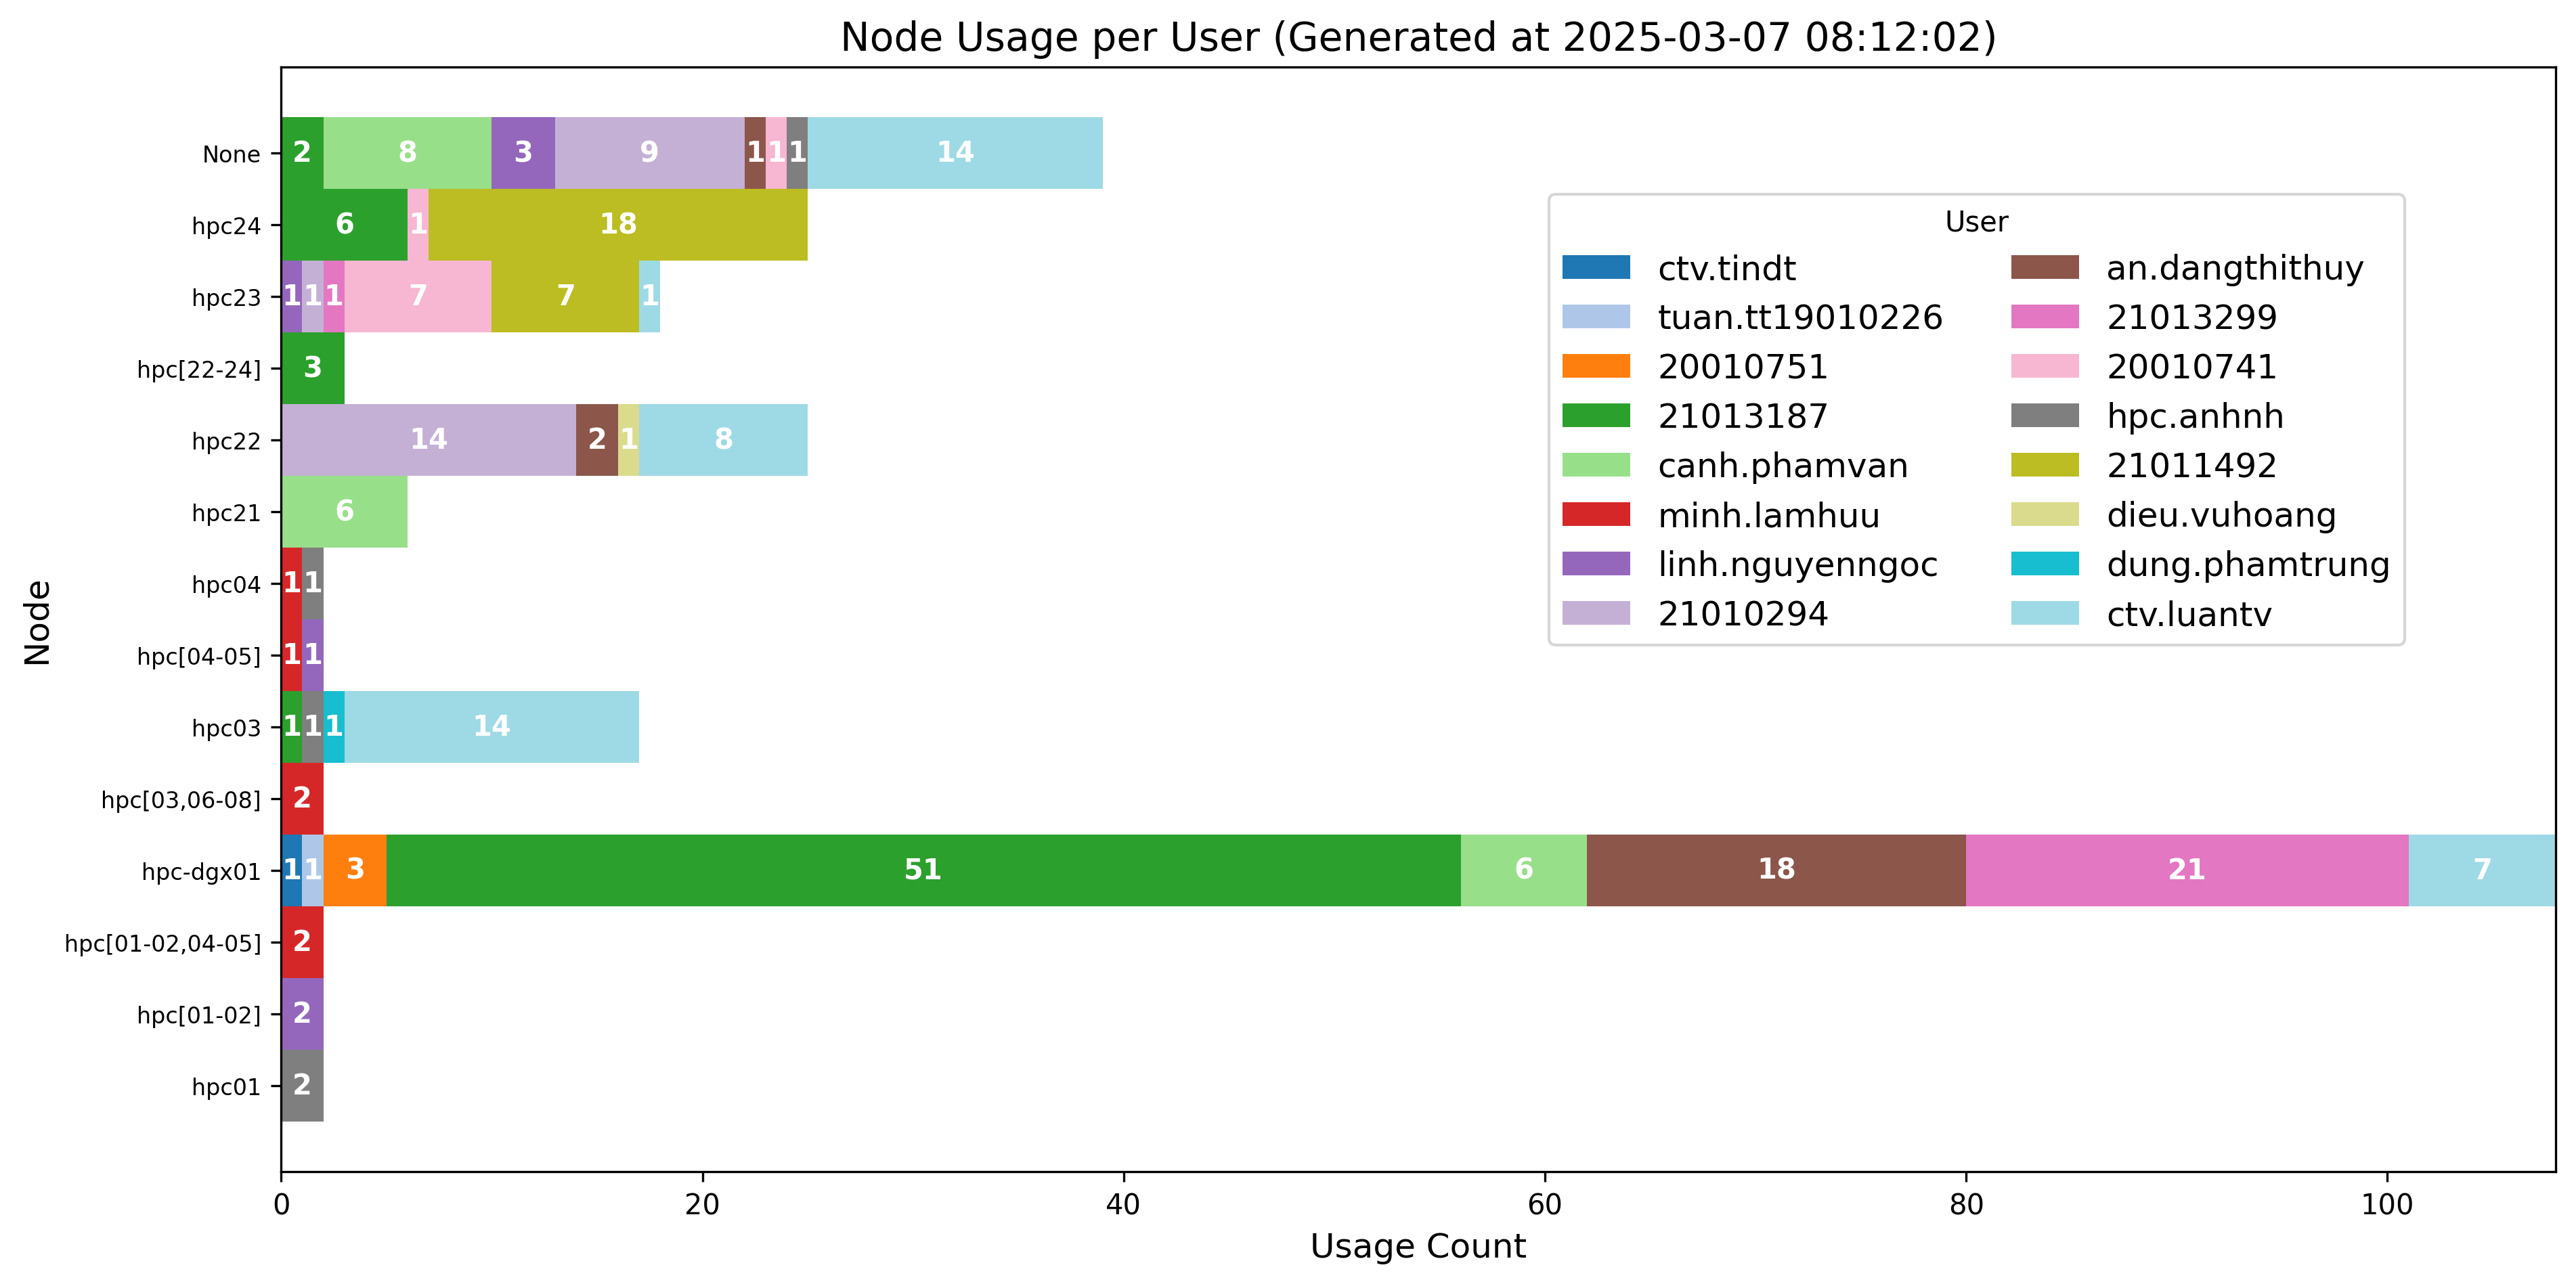 Node Usage per User (Generated at 2025-03-07 08:12:02)
None 2 8 3 9 1 1 1 14
hpc24 6 1 18
hpc23 1 1 1 7 7 1
hpc[22-24] 3
hpc22 14 2 1 8
hpc21 6
hpc04 1 1
hpc[04-05] 1 1
hpc03 1 1 1 14
hpc[03,06-08] 2
hpc-dgx01 1 1 3 51 6 18 21 7
hpc[01-02,04-05] 2
hpc[01-02] 2
hpc01 2
Node
0 20 40 60 80 100
Usage Count
User
ctv.tindt
tuan.tt19010226
20010751
21013187
canh.phamvan
minh.lamhuu
linh.nguyenngoc
21010294
an.dangthithuy
21013299
20010741
hpc.anhnh
21011492
dieu.vuhoang
dung.phamtrung
ctv.luantv